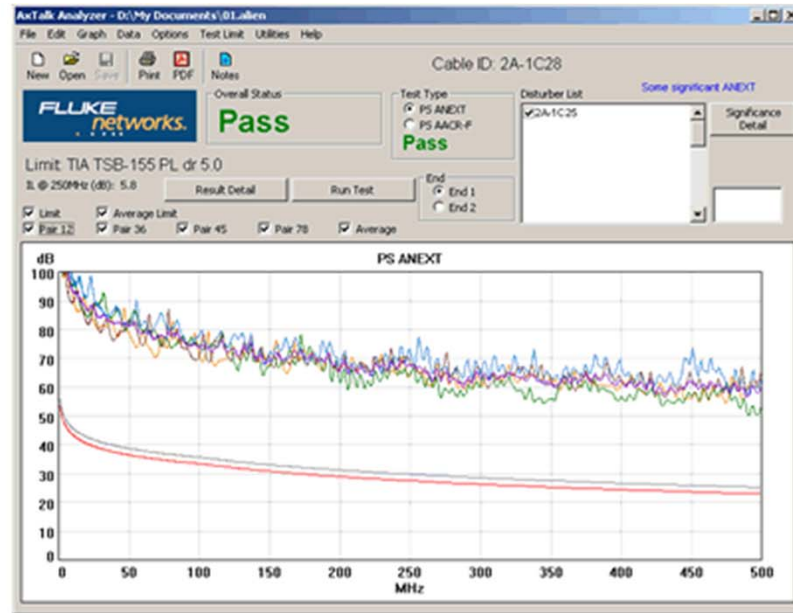 AxTalk Analyzer - D:\My Documents\01.alien
File Edit Graph Data Options Test Limit Utilities Help
New Open Save Print PDF Notes
Cable ID: 2A-1C28
Some significant ANEXT
FLUKE networks.
Overall Status
Pass
Test Type
PS ANEXT
PS AACR-F
Pass
Disturber List
2A-1C25
Significance Detail
Limit: TIA TSB-155 PL dr 5.0
IL @ 250MHz (dB): 5.8
Result Detail
Run Test
End
End 1
End 2
Limit Average Limit
Pair 12 Pair 36 Pair 45 Pair 78 Average
PS ANEXT
dB
100
90
80
70
60
50
40
30
20
10
0
0 50 100 150 200 250 300 350 400 450 500
MHz